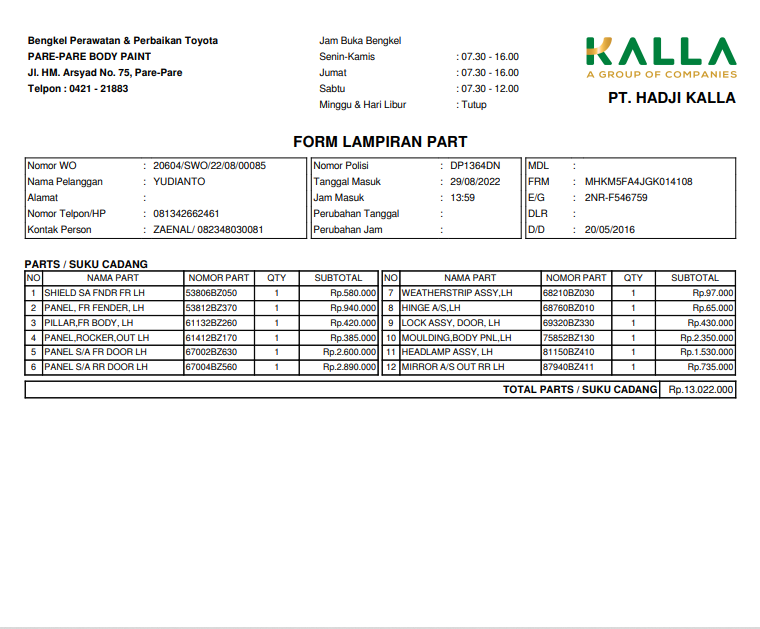 Bengkel Perawatan & Perbaikan Toyota
PARE-PARE BODY PAINT
Jl. HM. Arsyad No. 75, Pare-Pare
Telpon : 0421 - 21883
Jam Buka Bengkel
Senin-Kamis : 07.30 - 16.00
Jumat : 07.30 - 16.00
Sabtu : 07.30 - 12.00
Minggu & Hari Libur : Tutup
KALLA
A GROUP OF COMPANIES
PT. HADJI KALLA
FORM LAMPIRAN PART
Nomor WO : 20604/SWO/22/08/00085
Nama Pelanggan : YUDIANTO
Alamat :
Nomor Telpon/HP : 081342662461
Kontak Person : ZAENAL/ 082348030081
Nomor Polisi : DP1364DN
Tanggal Masuk : 29/08/2022
Jam Masuk : 13:59
Perubahan Tanggal :
Perubahan Jam :
MDL :
FRM : MHKM5FA4JGK014108
E/G : 2NR-F546759
DLR :
D/D : 20/05/2016
PARTS / SUKU CADANG
NO NAMA PART NOMOR PART QTY SUBTOTAL
1 SHIELD SA FNDR FR LH 53806BZ050 1 Rp.580.000
2 PANEL, FR FENDER, LH 53812BZ370 1 Rp.940.000
3 PILLAR,FR BODY, LH 61132BZ260 1 Rp.420.000
4 PANEL,ROCKER,OUT LH 61412BZ170 1 Rp.385.000
5 PANEL S/A FR DOOR LH 67002BZ630 1 Rp.2.600.000
6 PANEL S/A RR DOOR LH 67004BZ560 1 Rp.2.890.000
NO NAMA PART NOMOR PART QTY SUBTOTAL
7 WEATHERSTRIP ASSY,LH 68210BZ030 1 Rp.97.000
8 HINGE A/S,LH 68760BZ010 1 Rp.65.000
9 LOCK ASSY, DOOR, LH 69320BZ330 1 Rp.430.000
10 MOULDING,BODY PNL,LH 75852BZ130 1 Rp.2.350.000
11 HEADLAMP ASSY, LH 81150BZ410 1 Rp.1.530.000
12 MIRROR A/S OUT RR LH 87940BZ411 1 Rp.735.000
TOTAL PARTS / SUKU CADANG Rp.13.022.000